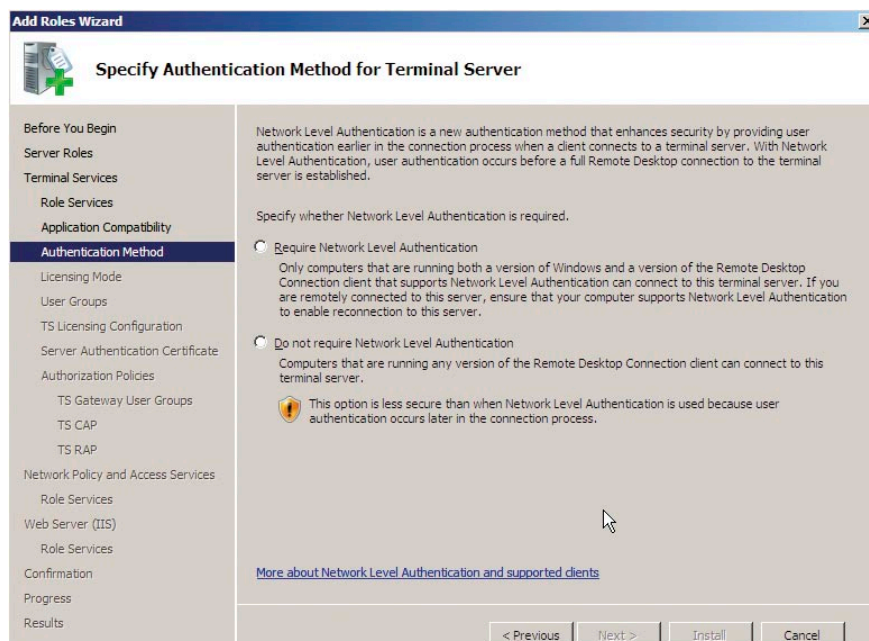 Add Roles Wizard
Specify Authentication Method for Terminal Server
Before You Begin
Server Roles
Terminal Services
Role Services
Application Compatibility
Authentication Method
Licensing Mode
User Groups
TS Licensing Configuration
Server Authentication Certificate
Authorization Policies
TS Gateway User Groups
TS CAP
TS RAP
Network Policy and Access Services
Role Services
Web Server (IIS)
Role Services
Confirmation
Progress
Results
Network Level Authentication is a new authentication method that enhances security by providing user
authentication earlier in the connection process when a client connects to a terminal server. With Network
Level Authentication, user authentication occurs before a full Remote Desktop connection to the terminal
server is established.
Specify whether Network Level Authentication is required.
Require Network Level Authentication
Only computers that are running both a version of Windows and a version of the Remote Desktop
Connection client that supports Network Level Authentication can connect to this terminal server. If you
are remotely connected to this server, ensure that your computer supports Network Level Authentication
to enable reconnection to this server.
Do not require Network Level Authentication
Computers that are running any version of the Remote Desktop Connection client can connect to this
terminal server.
This option is less secure than when Network Level Authentication is used because user
authentication occurs later in the connection process.
More about Network Level Authentication and supported clients
< Previous
Next >
Install
Cancel